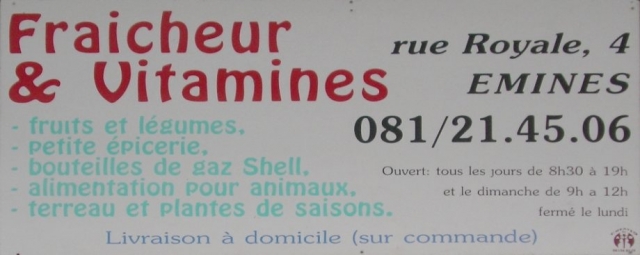 Fraicheur
& Vitamines
rue Royale, 4
EMINES
081/21.45.06
- fruits et légumes,
- petite épicerie,
- bouteilles de gaz Shell,
- alimentation pour animaux,
- terreau et plantes de saisons.
Ouvert: tous les jours de 8h30 à 19h
et le dimanche de 9h a 12h
fermé le lundi
Livraison à domicile (sur commande)